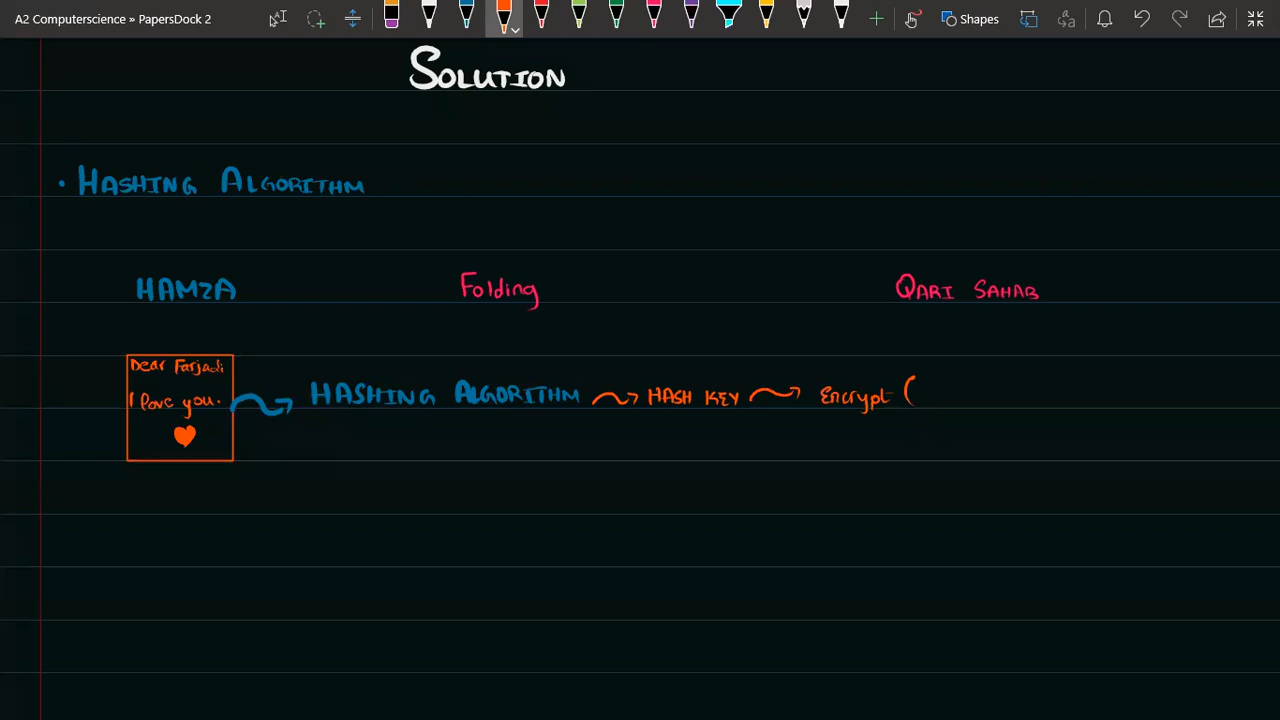 A2 Computerscience » PapersDock 2
Shapes
SOLUTION
• HASHING ALGORITHM
HAMZA Folding QARI SAHAB
Dear Farjadi
I love you.
HASHING ALGORITHM HASH KEY Encrypt (